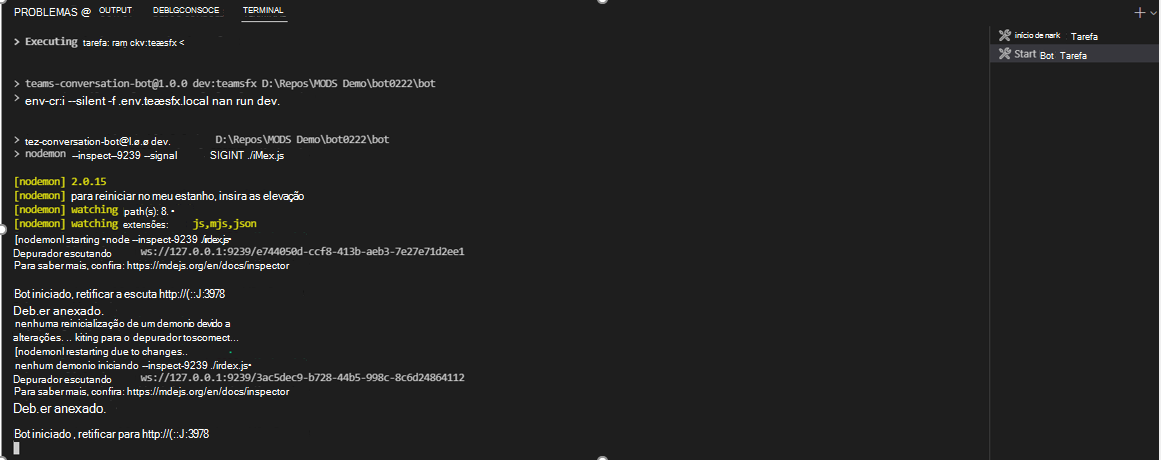 PROBLEMAS @ OUTPUT DEBLGCONSOCE TERMINAL
> Executing tarefa: ram ckv:teæsfx <
início de nark Tarefa
Start Bot Tarefa
> teams-conversation-bot@1.0.0 dev:teamsfx D:\Repos\MODS Demo\bot0222\bot
> env-cr:i --silent -f .env.teæsfx.local nan run dev.
> tez-conversation-bot@l.ø.ø dev. D:\Repos\MODS Demo\bot0222\bot
> nodemon --inspect--9239 --signal SIGINT ./iMex.js
[nodemon] 2.0.15
[nodemon] para reiniciar no meu estanho, insira as elevação
[nodemon] watching path(s): 8. •
[nodemon] watching extensões: js,mjs,json
[nodemonl starting •node --inspect-9239 ./irdex.js•
Depurador escutando ws://127.0.0.1:9239/e744050d-ccf8-413b-aeb3-7e27e71d2ee1
Para saber mais, confira: https://mdejs.org/en/docs/inspector
Bot iniciado, retificar a escuta http://(::J:3978
Deb.er anexado.
nenhuma reinicialização de um demonio devido a
alterações. .. kiting para o depurador toscomect...
[nodemonl restarting due to changes..
nenhum demonio iniciando --inspect-9239 ./irdex.js•
Depurador escutando ws://127.0.0.1:9239/3ac5dec9-b728-44b5-998c-8c6d24864112
Para saber mais, confira: https://mdejs.org/en/docs/inspector
Deb.er anexado.
Bot iniciado , retificar para http://(::J:3978